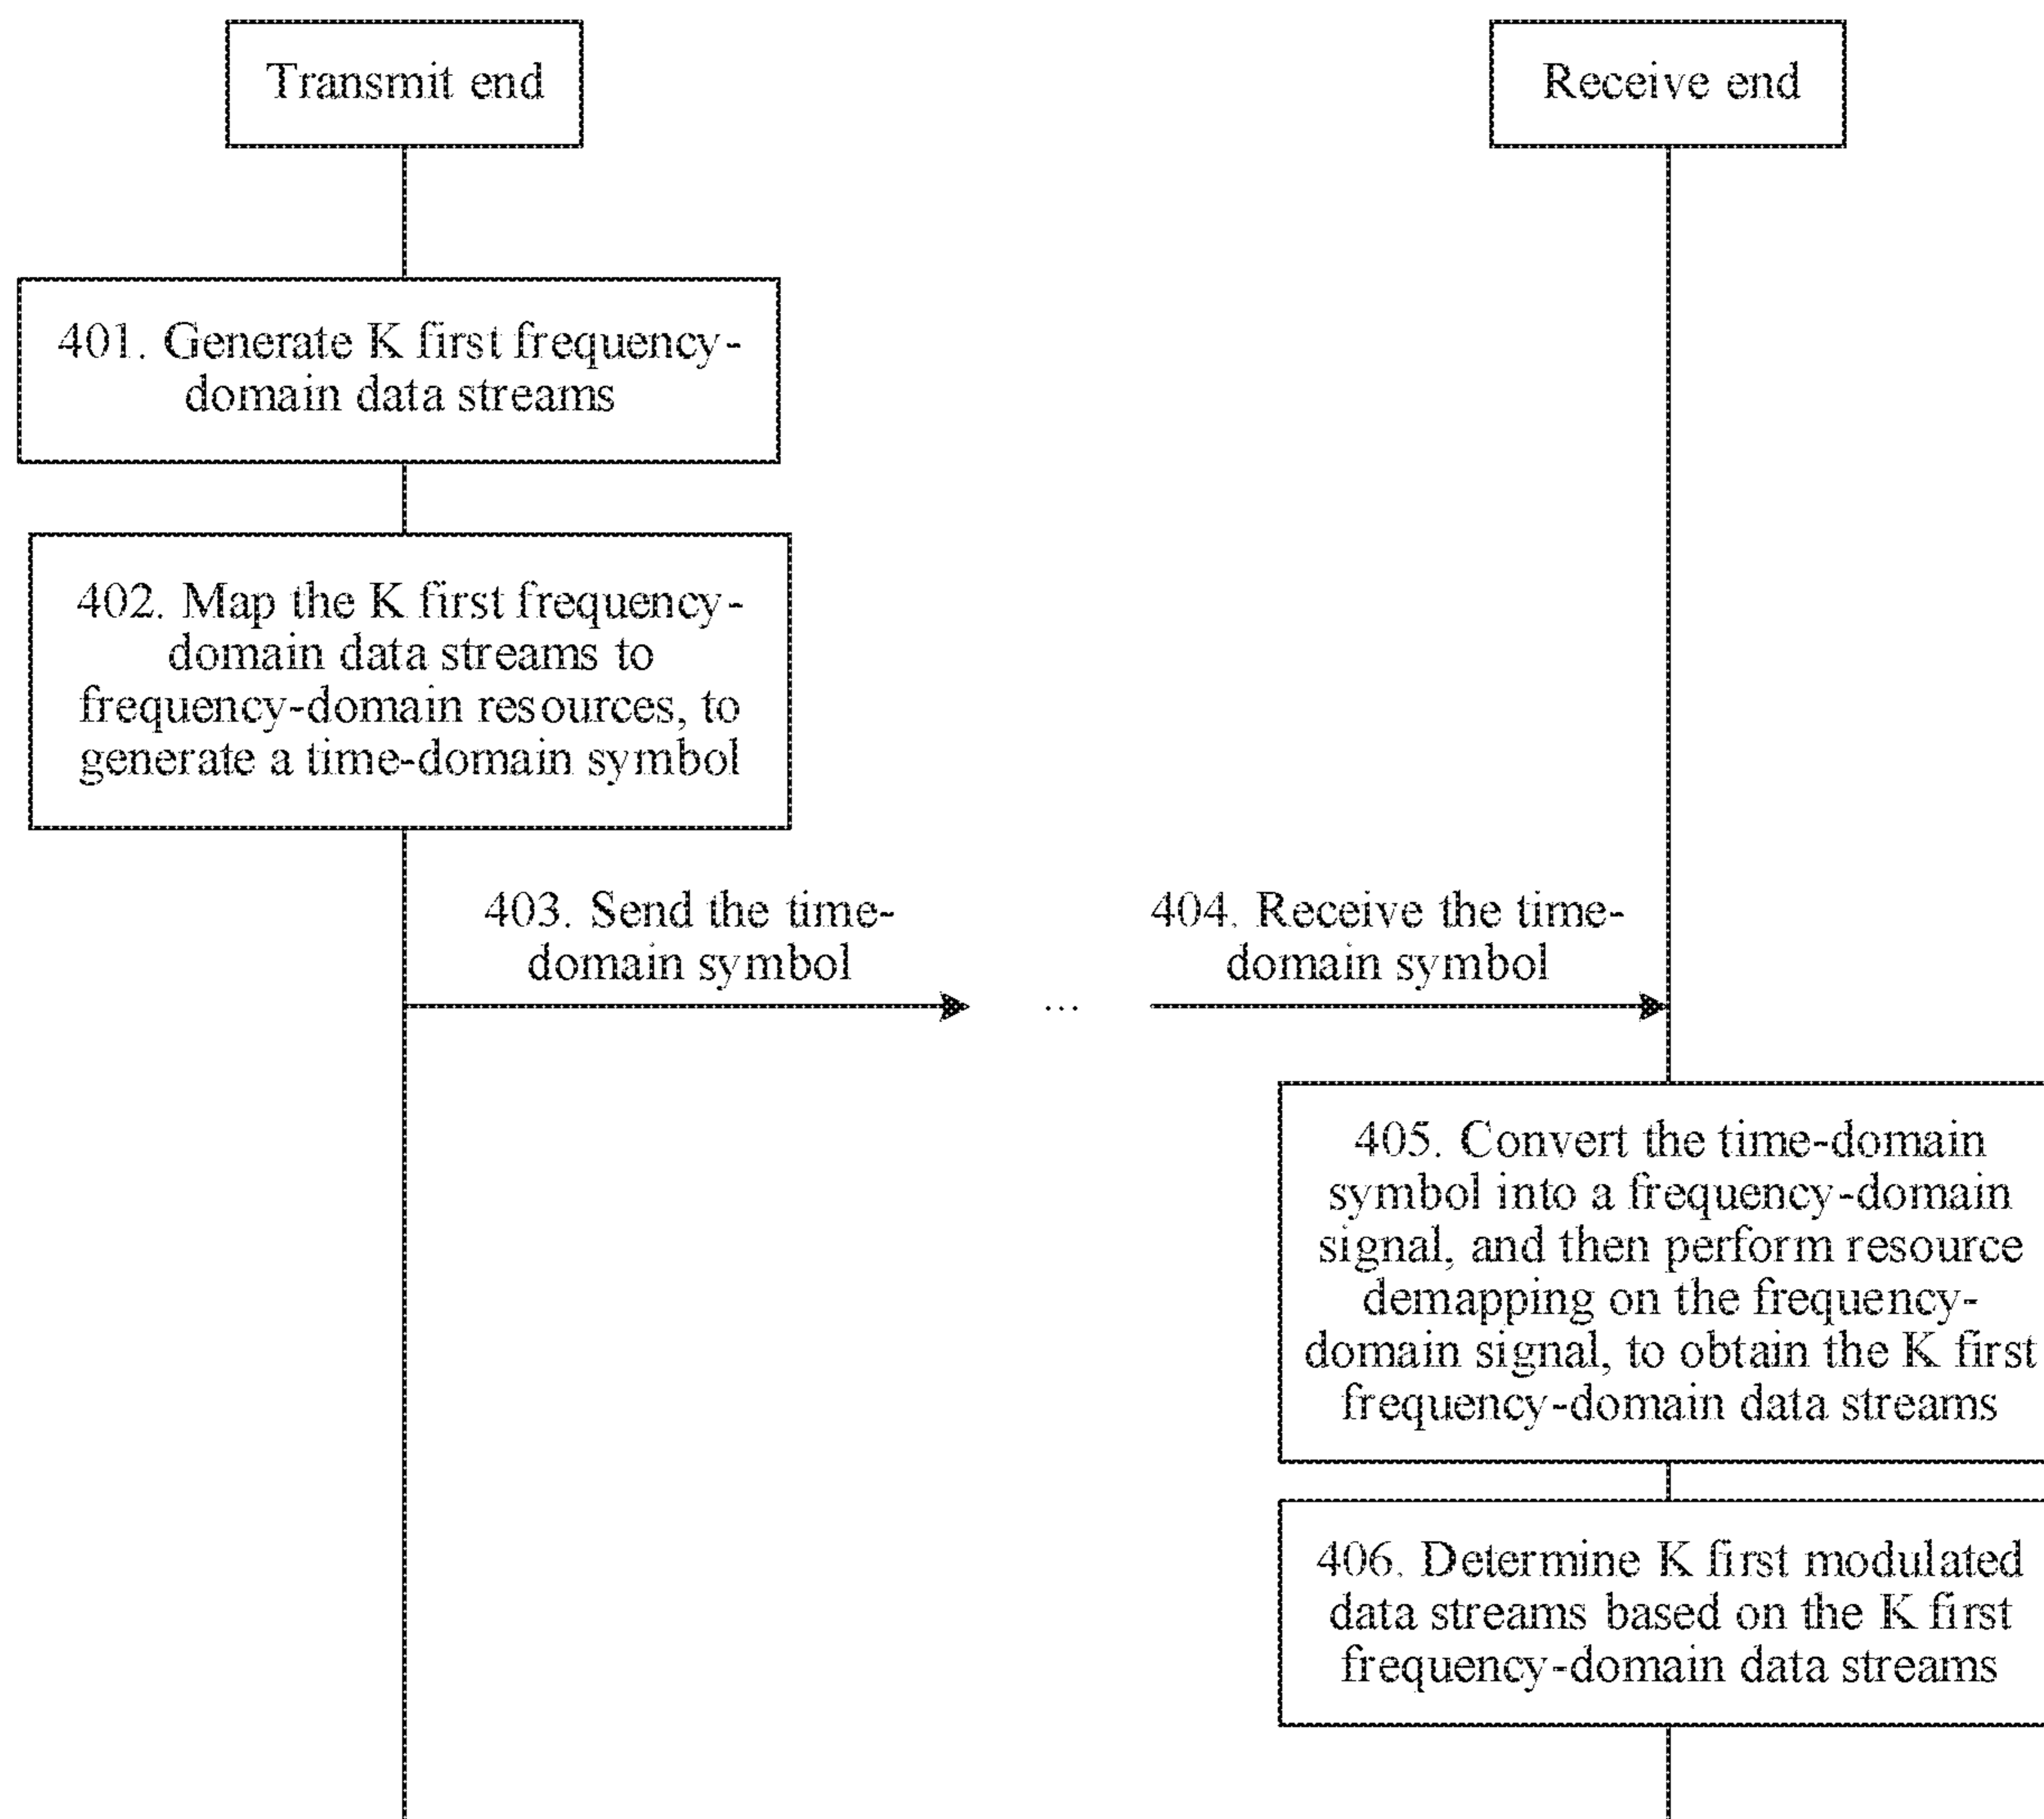 Transmit end
Receive end
401. Generate K first frequency-
domain data streams
402. Map the K first frequency-
domain data streams to
frequency-domain resources, to
generate a time-domain symbol
403. Send the time-
domain symbol
...
404. Receive the time-
domain symbol
405. Convert the time-domain
symbol into a frequency-domain
signal, and then perform resource
demapping on the frequency-
domain signal, to obtain the K first
frequency-domain data streams
406. Determine K first modulated
data streams based on the K first
frequency-domain data streams